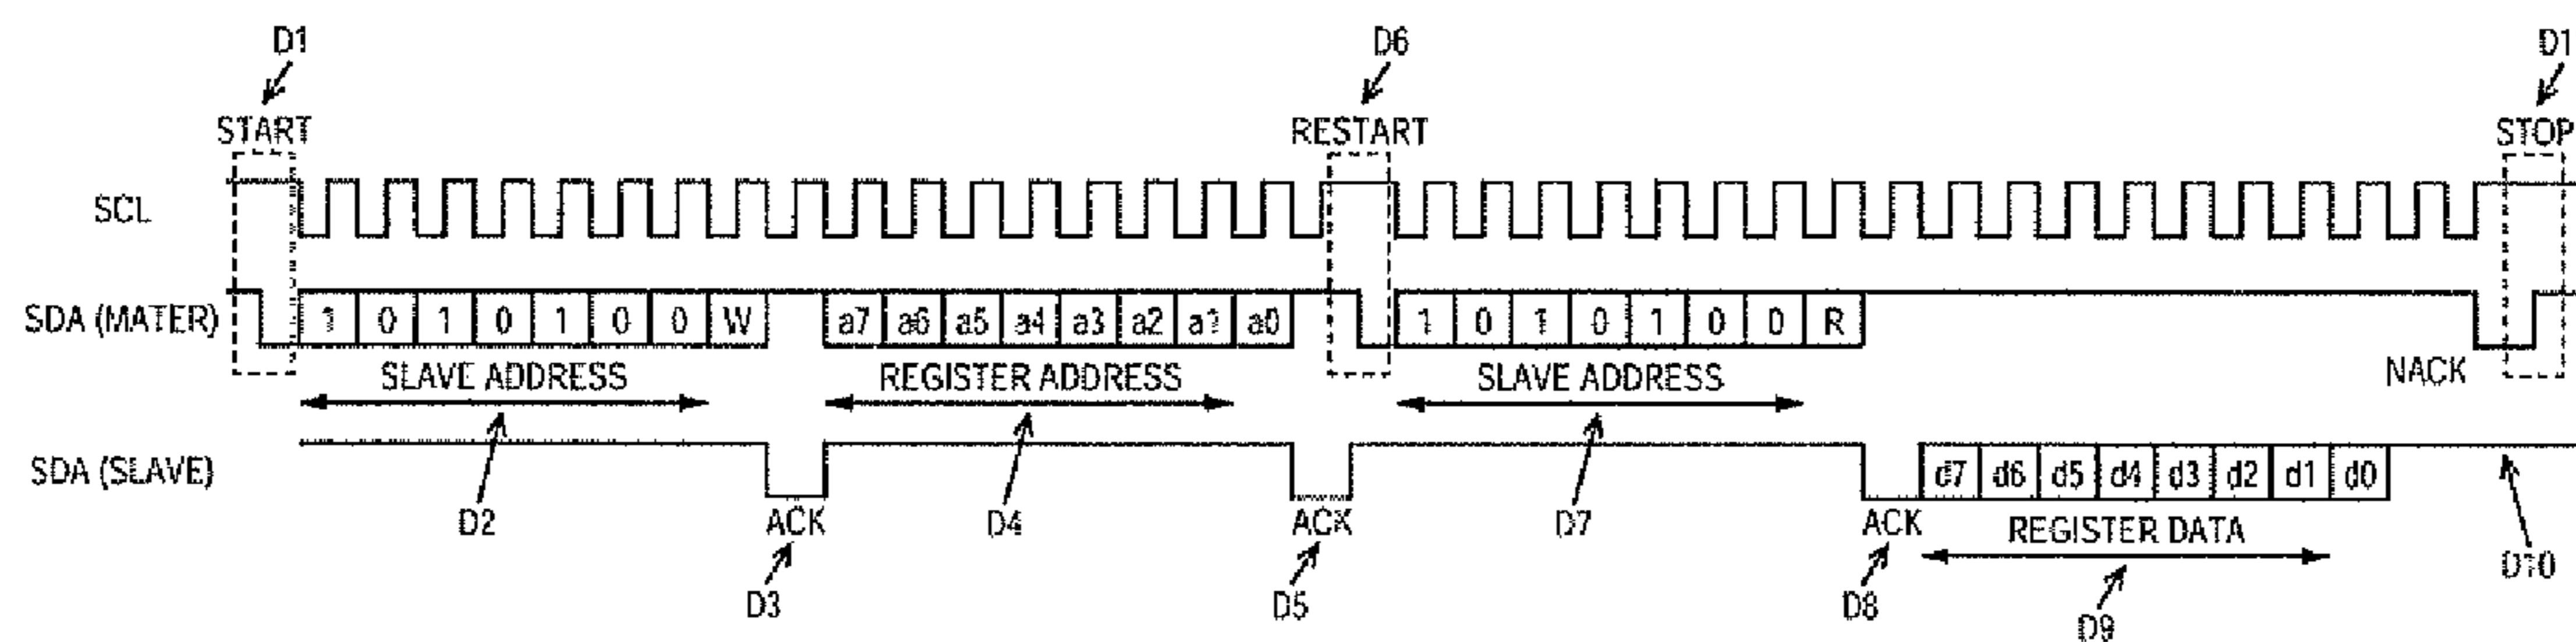 D1 D6 D1
START RESTART STOP
SCL
SDA (MATER) 1 0 1 0 1 0 0 W a7 a6 a5 a4 a3 a2 a1 a0 1 0 1 0 1 0 0 R
SLAVE ADDRESS REGISTER ADDRESS SLAVE ADDRESS NACK
SDA (SLAVE) d7 d6 d5 d4 d3 d2 d1 d0
D2 ACK D4 ACK D7 ACK REGISTER DATA D10
D3 D5 D8 D9